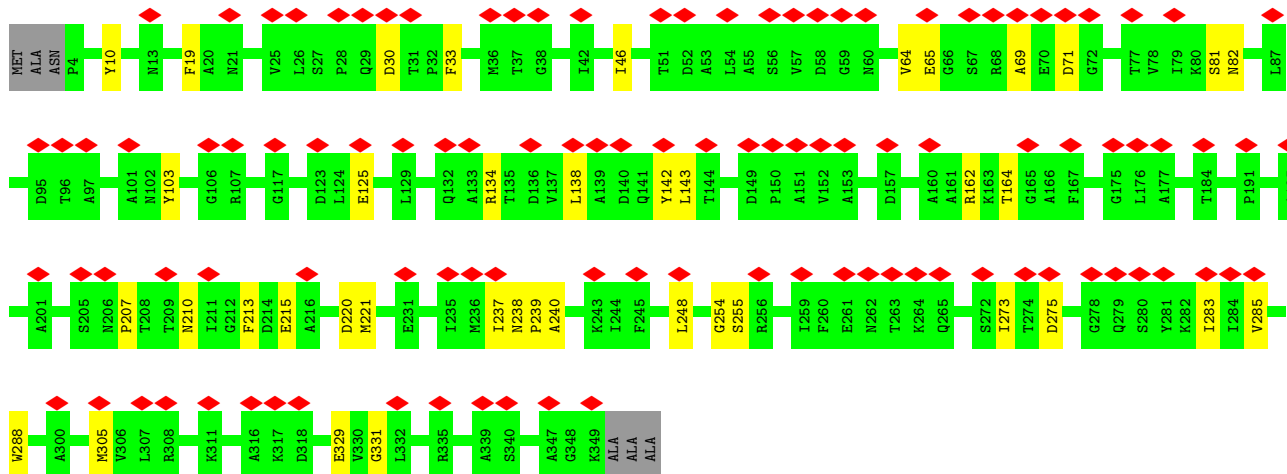 MET ALA ASN P4 Y10 N13 F19 A20 N21 V25 L26 S27 P28 Q29 D30 T31 P32 F33 M36 T37 G38 I42 I46 T51 D52 A53 L54 A55 S56 V57 D58 G59 N60 V64 E65 G66 S67 R68 A69 E70 D71 G72 T77 V78 I79 K80 S81 N82 L87
D95 T96 A97 A101 N102 Y103 G106 R107 G117 D123 L124 E125 L129 Q132 A133 R134 T135 D136 V137 L138 A139 D140 Q141 Y142 L143 T144 D149 P150 A151 V152 A153 D157 A160 A161 R162 K163 T164 G165 A166 F167 G175 L176 A177 T184 P191
A201 S205 N206 P207 T208 T209 N210 I211 G212 F213 D214 E215 A216 D220 M221 E231 I235 M236 I237 N238 P239 A240 K243 I244 F245 L248 G254 S255 R256 I259 F260 E261 N262 T263 K264 Q265 S272 I273 T274 D275 G278 Q279 S280 Y281 K282 I283 I284 V285
W288 A300 M305 V306 L307 R308 K311 A316 K317 D318 E329 V330 G331 L332 R335 A339 S340 A347 G348 K349 ALA ALA ALA